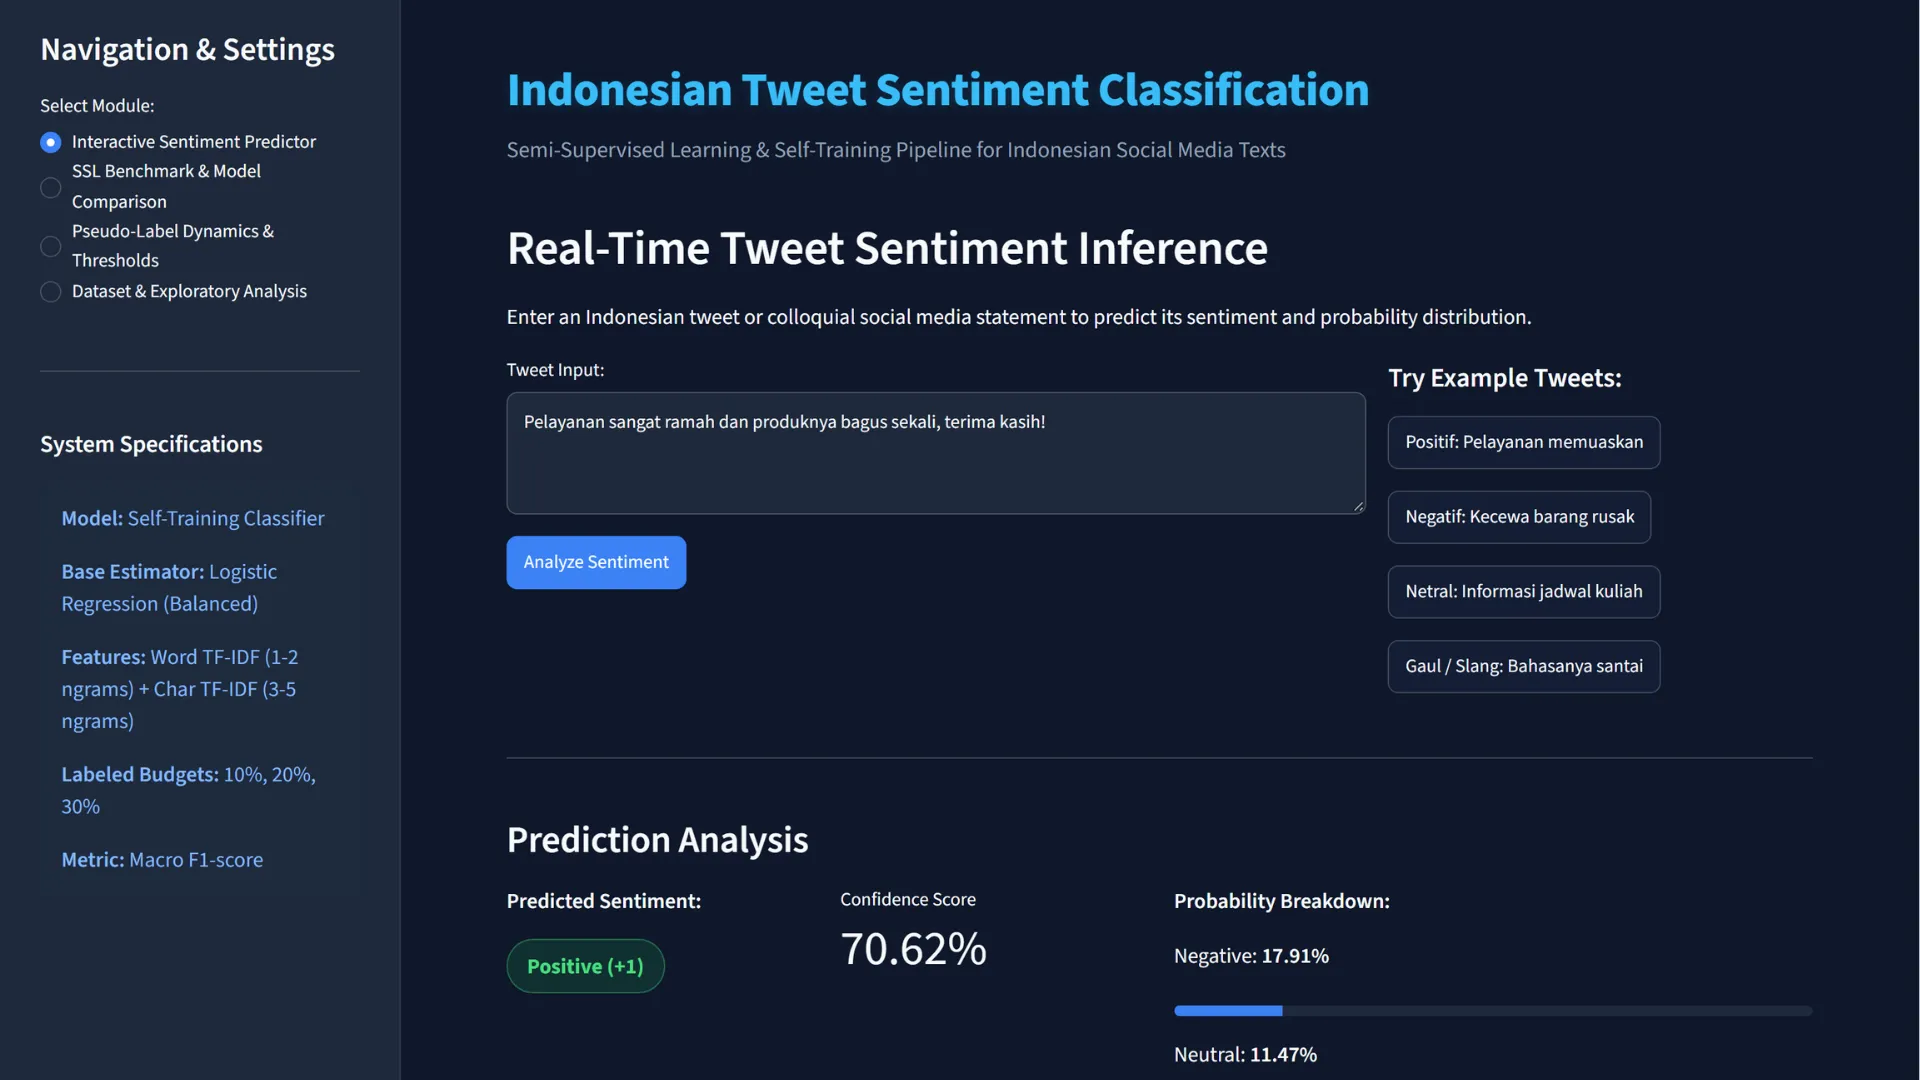 Navigation & Settings
Select Module:
Interactive Sentiment Predictor
SSL Benchmark & Model
Comparison
Pseudo-Label Dynamics &
Thresholds
Dataset & Exploratory Analysis
System Specifications
Model: Self-Training Classifier
Base Estimator: Logistic
Regression (Balanced)
Features: Word TF-IDF (1-2
ngrams) + Char TF-IDF (3-5
ngrams)
Labeled Budgets: 10%, 20%,
30%
Metric: Macro F1-score
Indonesian Tweet Sentiment Classification
Semi-Supervised Learning & Self-Training Pipeline for Indonesian Social Media Texts
Real-Time Tweet Sentiment Inference
Enter an Indonesian tweet or colloquial social media statement to predict its sentiment and probability distribution.
Tweet Input:
Pelayanan sangat ramah dan produknya bagus sekali, terima kasih!
Analyze Sentiment
Try Example Tweets:
Positif: Pelayanan memuaskan
Negatif: Kecewa barang rusak
Netral: Informasi jadwal kuliah
Gaul / Slang: Bahasanya santai
Prediction Analysis
Predicted Sentiment:
Positive (+1)
Confidence Score
70.62%
Probability Breakdown:
Negative: 17.91%
Neutral: 11.47%